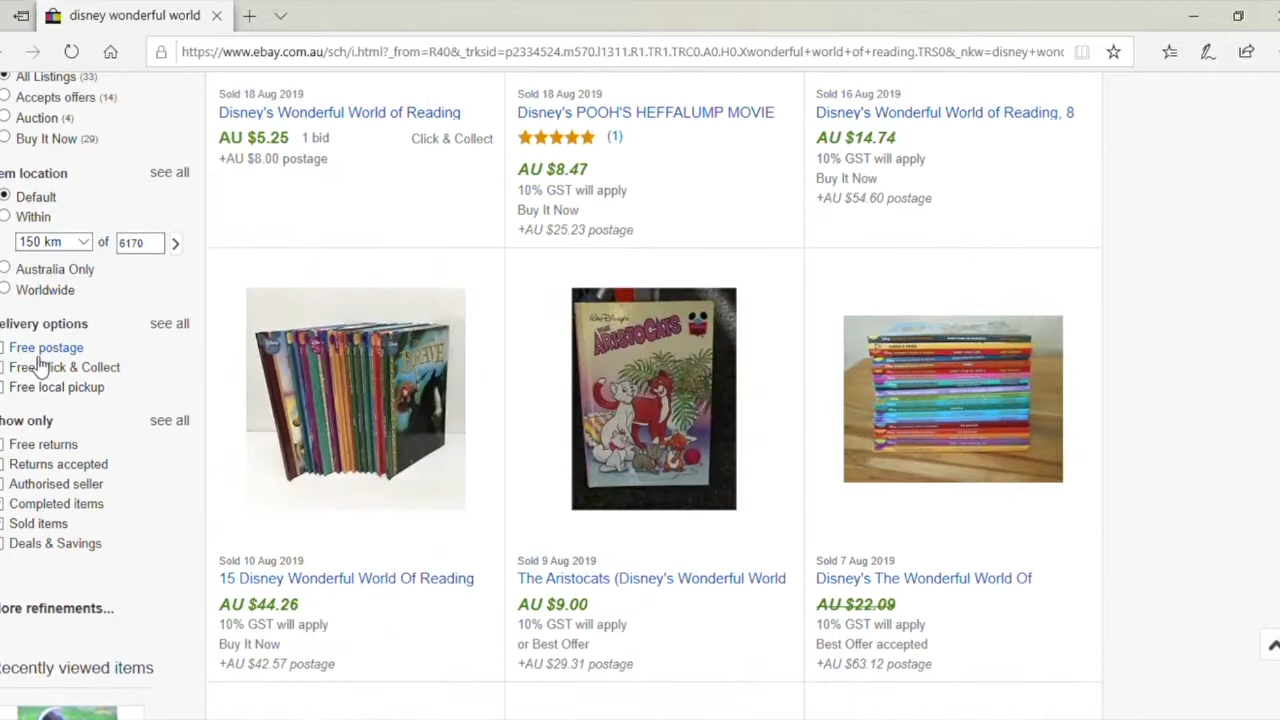 disney wonderful world
https://www.ebay.com.au/sch/i.html?_from=R40&_trksid=p2334524.m570.l1311.R1.TR1.TRC0.A0.H0.Xwonderful+world+of+reading.TRS0&_nkw=disney+wonc
All Listings (33)
Accepts offers (14)
Auction (4)
Buy It Now (29)
em location see all
Default
Within
150 km of 6170
Australia Only
Worldwide
elivery options see all
Free postage
Free Click & Collect
Free local pickup
how only see all
Free returns
Returns accepted
Authorised seller
Completed items
Sold items
Deals & Savings
ore refinements...
ecently viewed items
Sold 18 Aug 2019
Disney's Wonderful World of Reading
AU $5.25 1 bid Click & Collect
+AU $8.00 postage
Sold 18 Aug 2019
Disney's POOH'S HEFFALUMP MOVIE
(1)
AU $8.47
10% GST will apply
Buy It Now
+AU $25.23 postage
Sold 16 Aug 2019
Disney's Wonderful World of Reading, 8
AU $14.74
10% GST will apply
Buy It Now
+AU $54.60 postage
BRAVE
Sold 10 Aug 2019
15 Disney Wonderful World Of Reading
AU $44.26
10% GST will apply
Buy It Now
+AU $42.57 postage
Walt Disney's
THE
ARISTOCATS
Sold 9 Aug 2019
The Aristocats (Disney's Wonderful World
AU $9.00
10% GST will apply
or Best Offer
+AU $29.31 postage
Sold 7 Aug 2019
Disney's The Wonderful World Of
AU $22.09
10% GST will apply
Best Offer accepted
+AU $63.12 postage